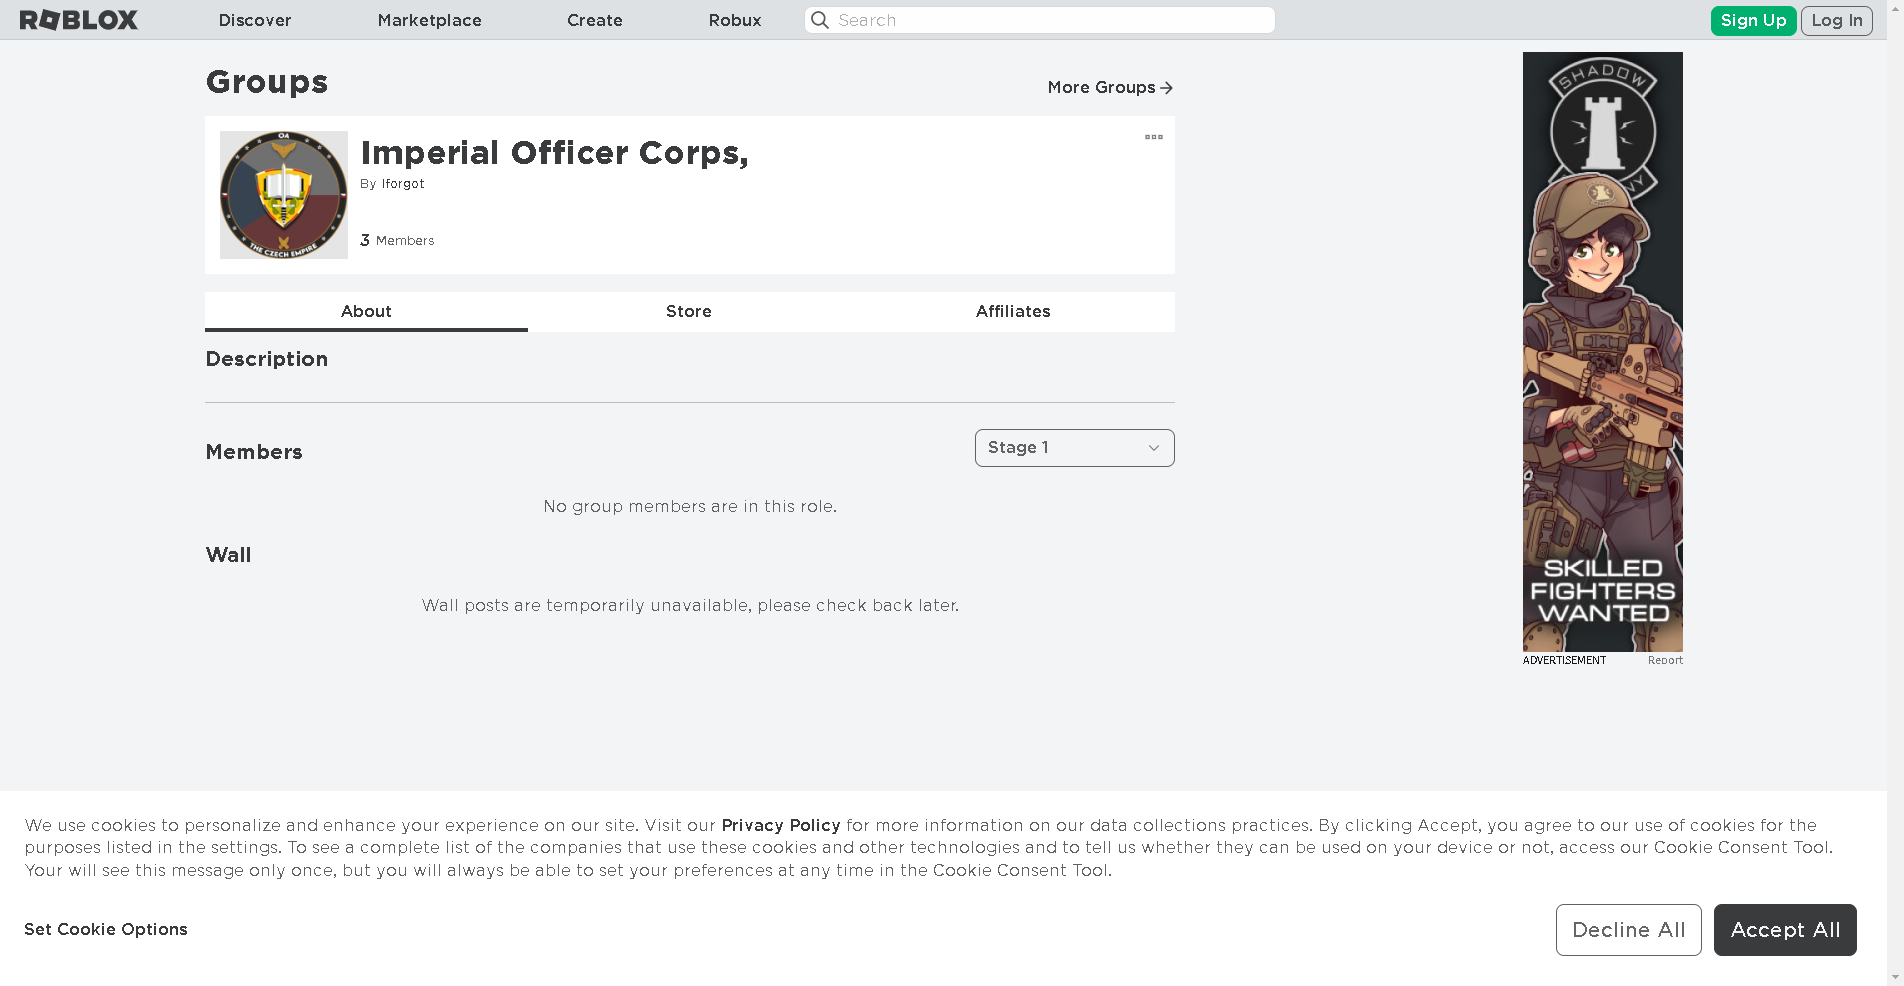 ROBLOX
Discover
Marketplace
Create
Robux
Search
Sign Up
Log In
Groups
More Groups
OA
THE CZECH EMPIRE
Imperial Officer Corps,
By Iforgot
3 Members
About
Store
Affiliates
Description
Members
Stage 1
No group members are in this role.
Wall
Wall posts are temporarily unavailable, please check back later.
SHADOW
SKILLED
FIGHTERS
WANTED
ADVERTISEMENT
Report
We use cookies to personalize and enhance your experience on our site. Visit our Privacy Policy for more information on our data collections practices. By clicking Accept, you agree to our use of cookies for the
purposes listed in the settings. To see a complete list of the companies that use these cookies and other technologies and to tell us whether they can be used on your device or not, access our Cookie Consent Tool.
Your will see this message only once, but you will always be able to set your preferences at any time in the Cookie Consent Tool.
Set Cookie Options
Decline All
Accept All